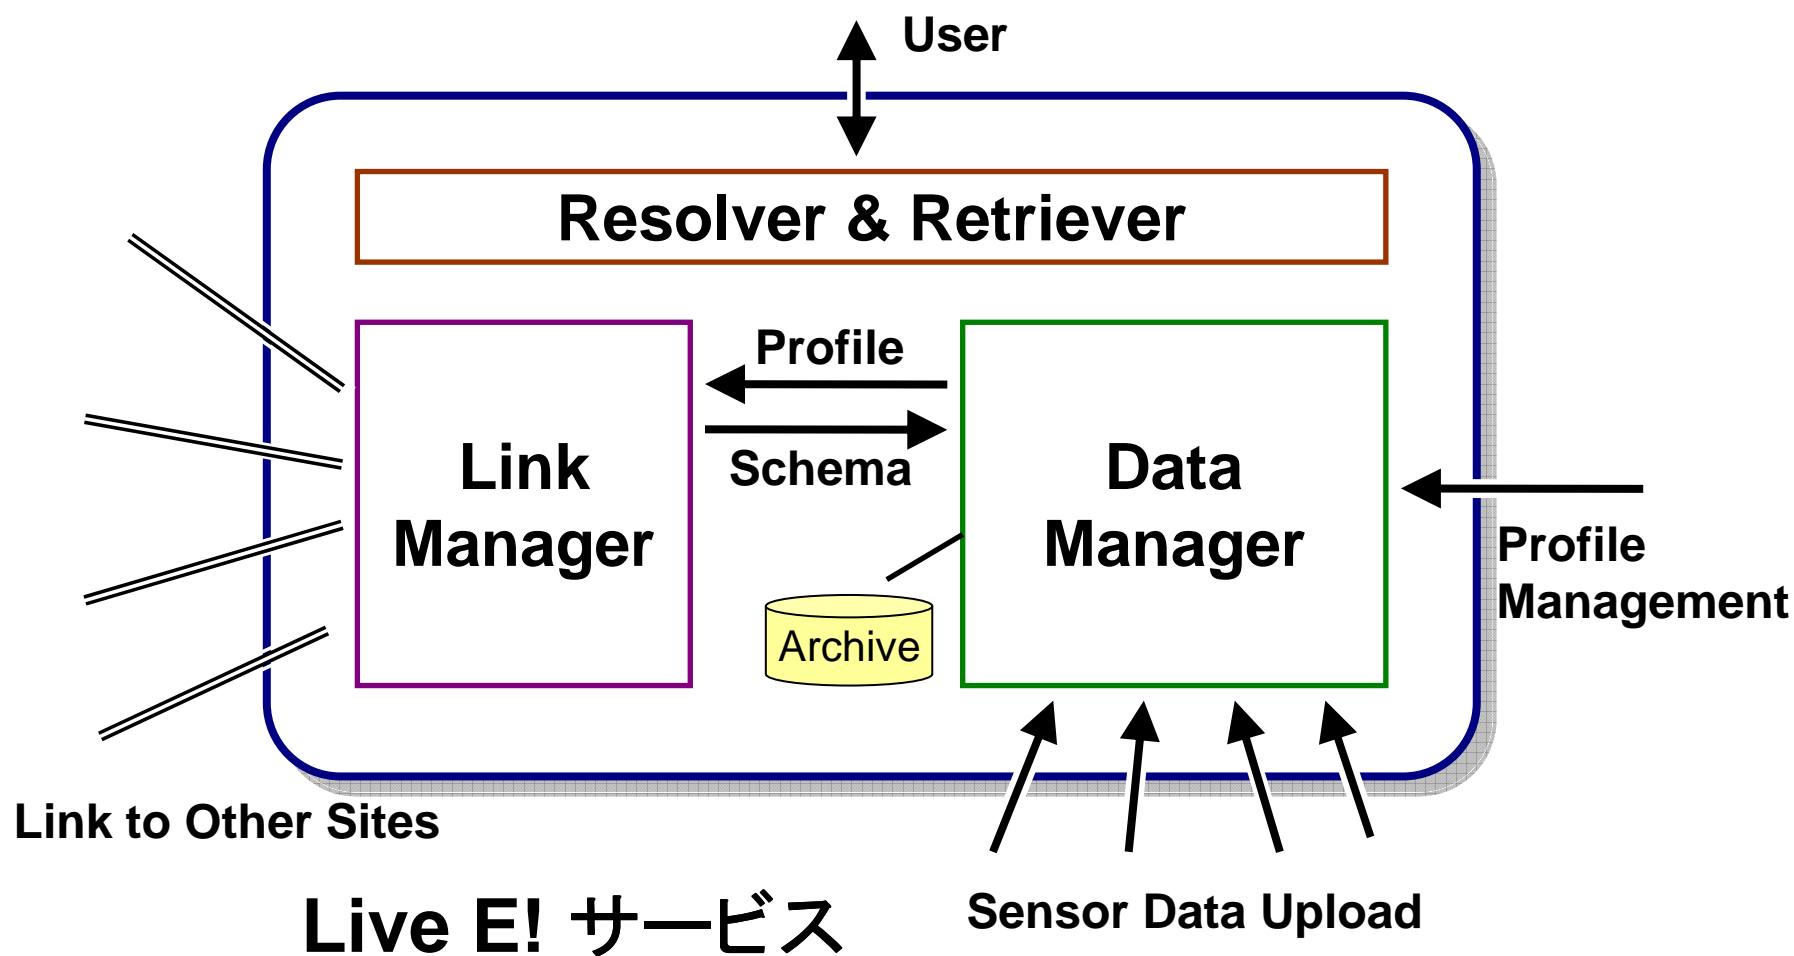 User
Resolver & Retriever
Profile
Schema
Link
Manager
Data
Manager
Archive
Profile
Management
Link to Other Sites
Sensor Data Upload
Live E! サービス